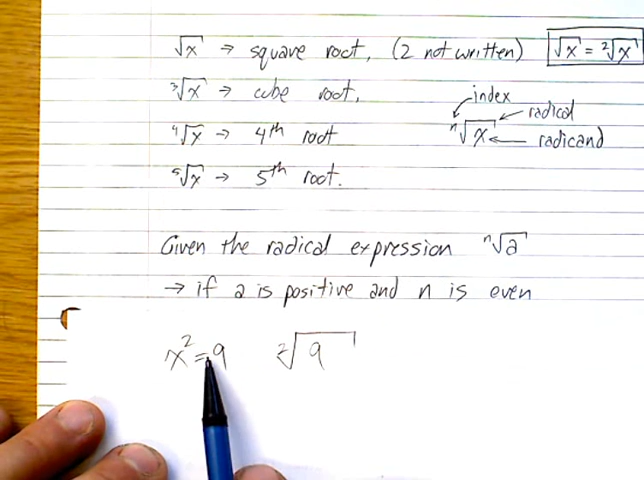 √x → square root, (2 not written) √x = ²√x
³√x → cube root,
index
radical
⁴√x → 4th root
ⁿ√x ← radicand
⁵√x → 5th root.
Given the radical expression ⁿ√a
→ if a is positive and n is even
x² = 9 ²√9